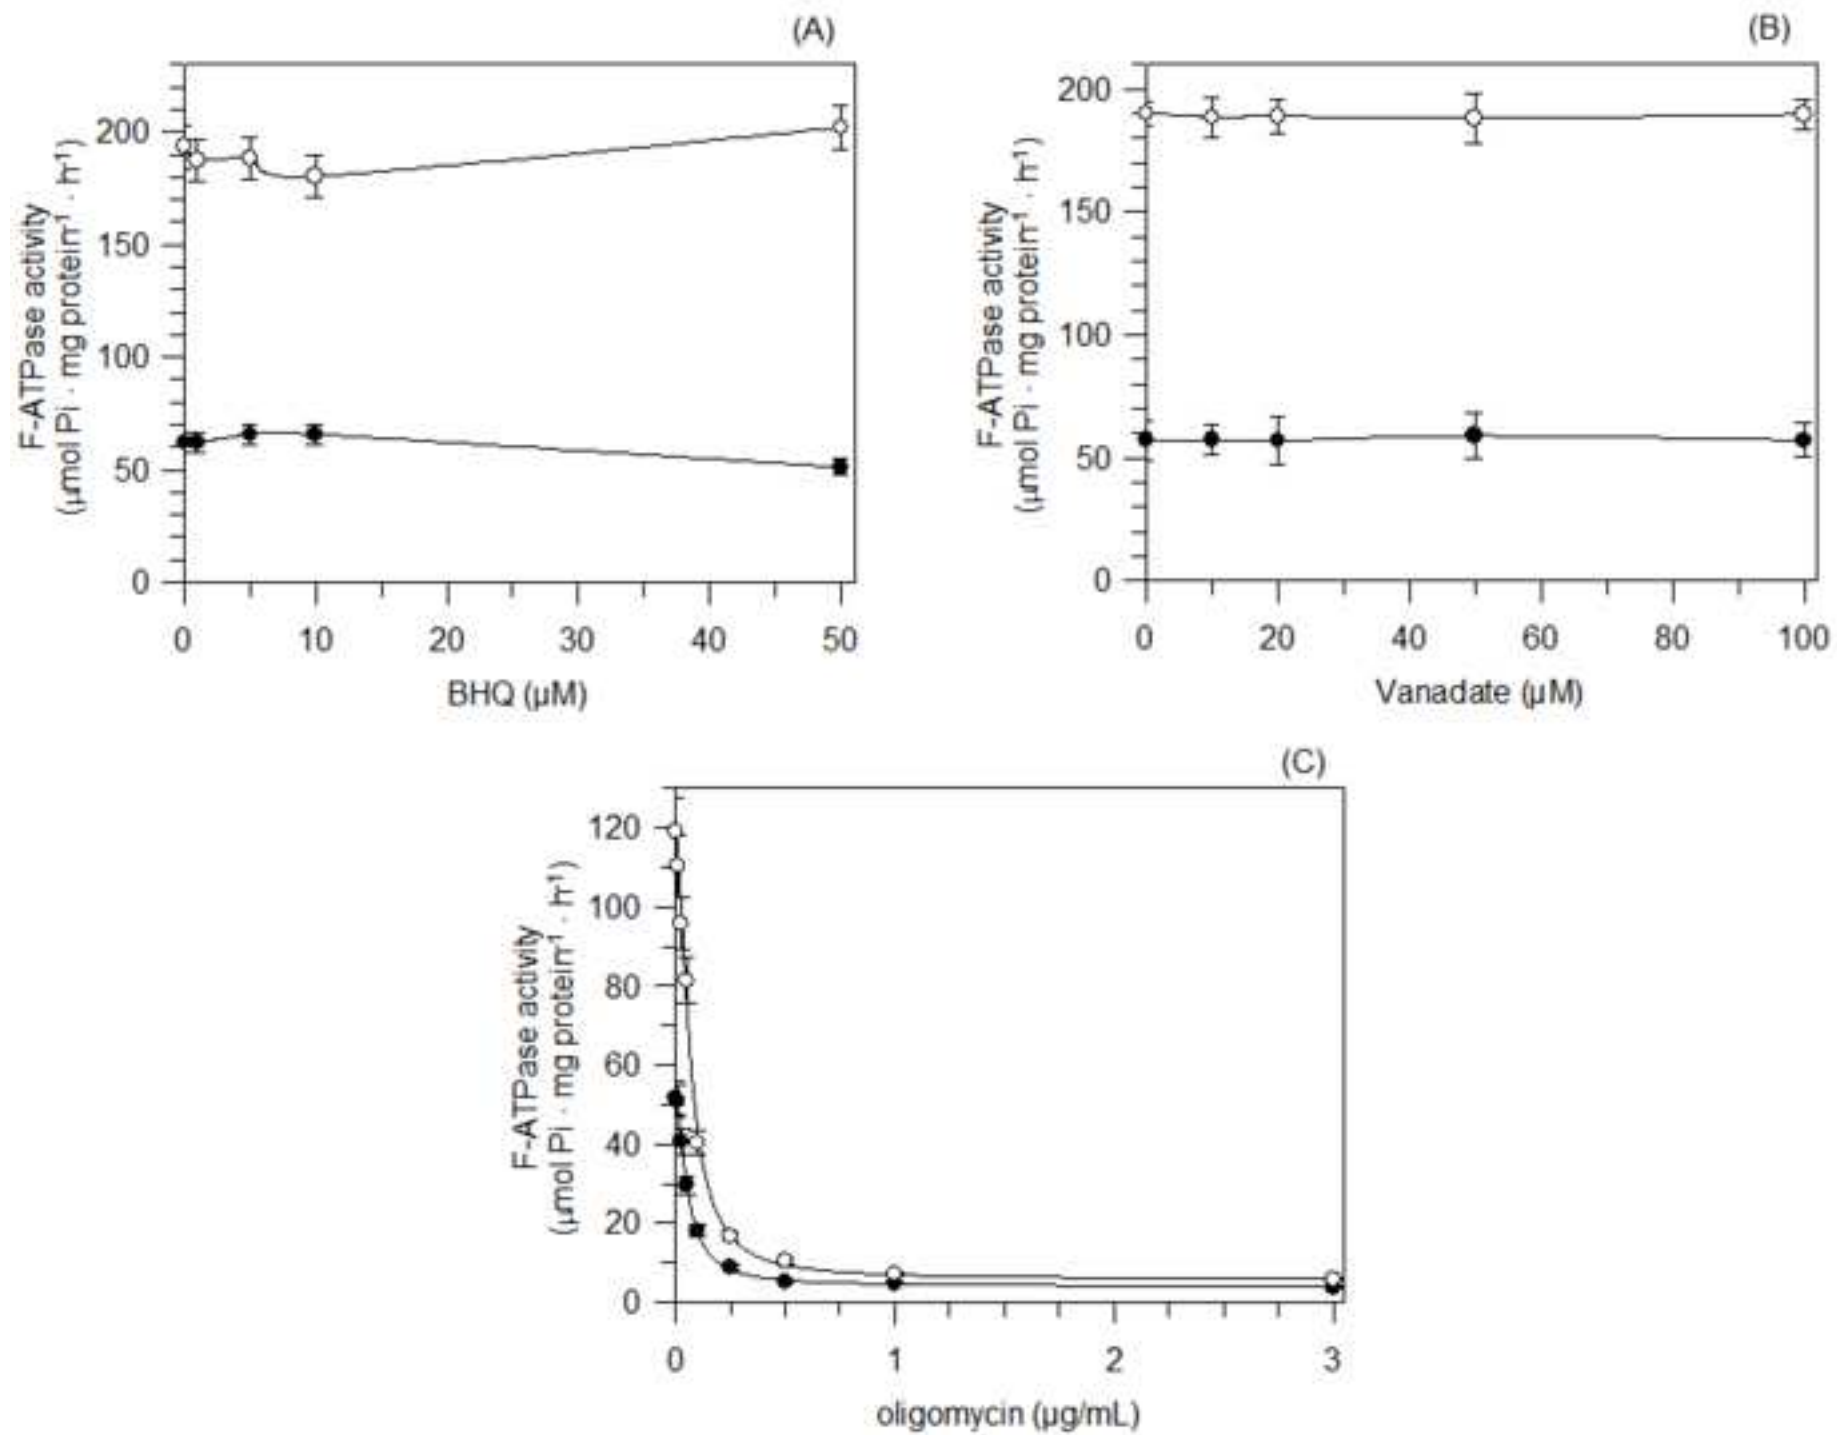 (A)
F-ATPase activity
(μmol Pi · mg protein⁻¹ · h⁻¹)
200
150
100
50
0
0 10 20 30 40 50
BHQ (μM)
(B)
F-ATPase activity
(μmol Pi · mg protein⁻¹ · h⁻¹)
200
150
100
50
0
0 20 40 60 80 100
Vanadate (μM)
(C)
F-ATPase activity
(μmol Pi · mg protein⁻¹ · h⁻¹)
120
100
80
60
40
20
0
0 1 2 3
oligomycin (μg/mL)